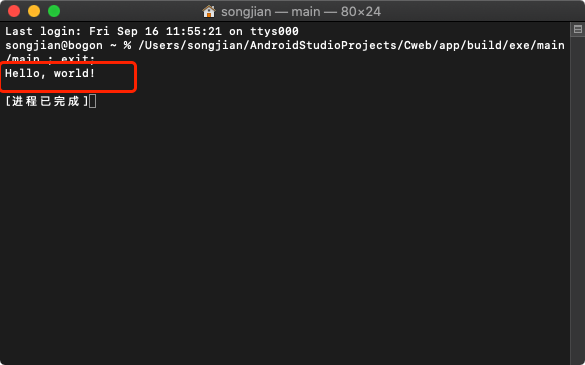 songjian — main — 80×24
Last login: Fri Sep 16 11:55:21 on ttys000
songjian@bogon ~ % /Users/songjian/AndroidStudioProjects/Cweb/app/build/exe/main
/main ; exit;
Hello, world!
[进程已完成]